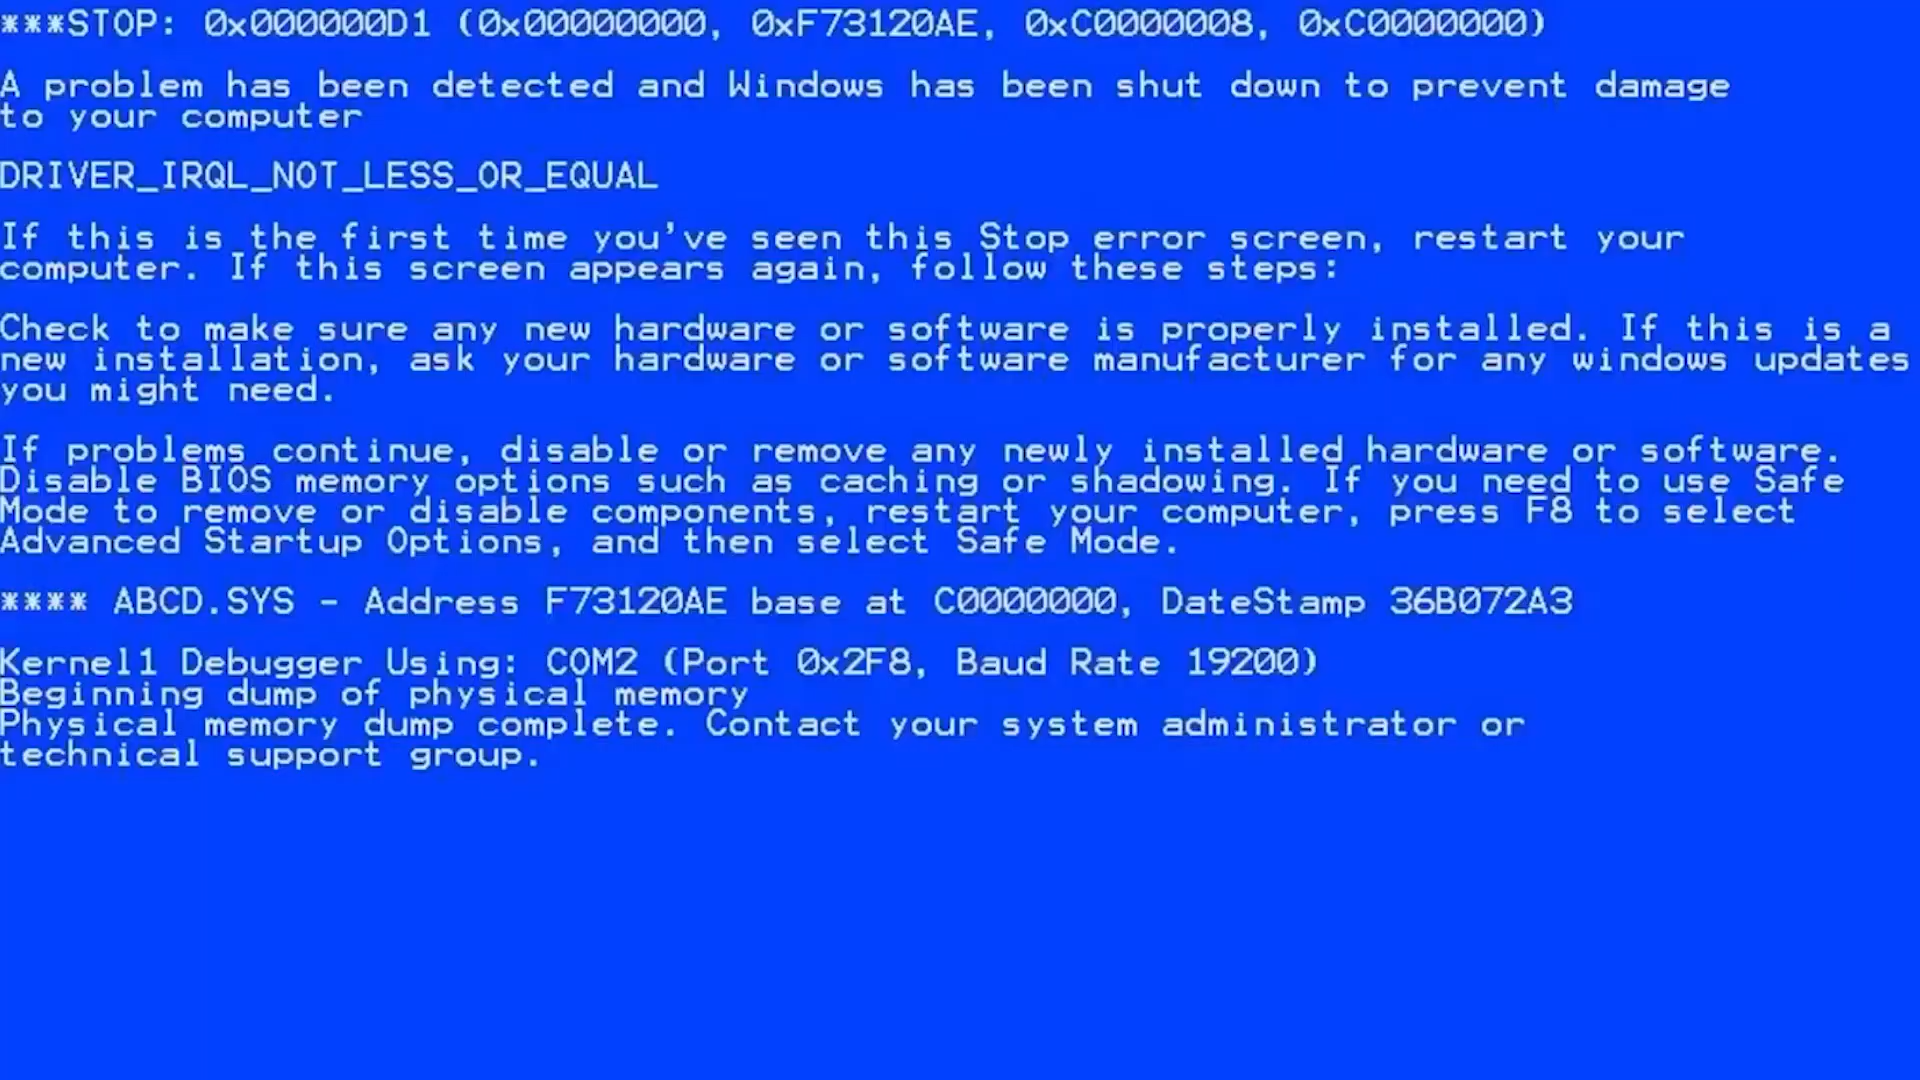 ***STOP: 0x000000D1 (0x00000000, 0xF73120AE, 0xC0000008, 0xC0000000)
A problem has been detected and Windows has been shut down to prevent damage
to your computer
DRIVER_IRQL_NOT_LESS_OR_EQUAL
If this is the first time you've seen this Stop error screen, restart your
computer. If this screen appears again, follow these steps:
Check to make sure any new hardware or software is properly installed. If this is a
new installation, ask your hardware or software manufacturer for any windows updates
you might need.
If problems continue, disable or remove any newly installed hardware or software.
Disable BIOS memory options such as caching or shadowing. If you need to use Safe
Mode to remove or disable components, restart your computer, press F8 to select
Advanced Startup Options, and then select Safe Mode.
**** ABCD.SYS - Address F73120AE base at C0000000, DateStamp 36B072A3
Kernel1 Debugger Using: COM2 (Port 0x2F8, Baud Rate 19200)
Beginning dump of physical memory
Physical memory dump complete. Contact your system administrator or
technical support group.